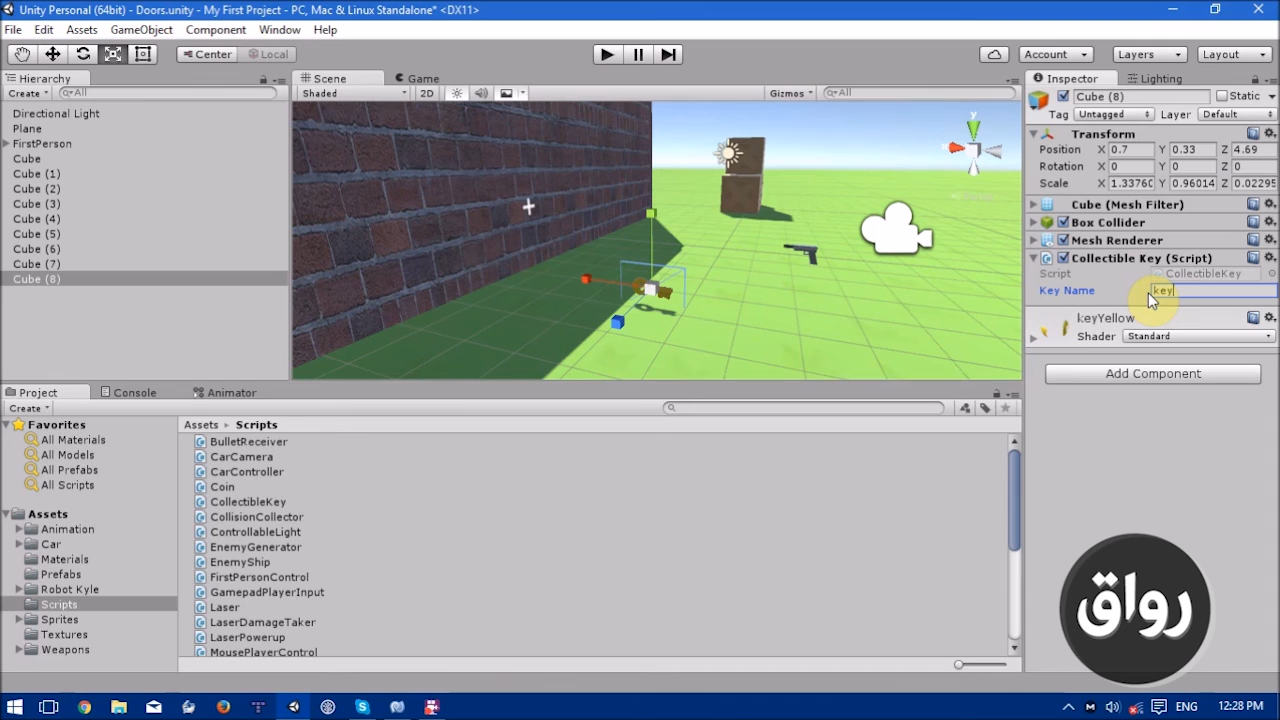 Unity Personal (64bit) - Doors.unity - My First Project - PC, Mac & Linux Standalone* <DX11>
File Edit Assets GameObject Component Window Help
Center Local Account Layers Layout
Hierarchy
Create All
Directional Light
Plane
FirstPerson
Cube
Cube (1)
Cube (2)
Cube (3)
Cube (4)
Cube (5)
Cube (6)
Cube (7)
Cube (8)
Scene Game
Shaded 2D Gizmos All
y
Inspector Lighting
Cube (8) Static
Tag Untagged Layer Default
Transform
Position X 0.7 Y 0.33 Z 4.69
Rotation X 0 Y 0 Z 0
Scale X 1.3376 Y 0.96014 Z 0.02295
Cube (Mesh Filter)
Box Collider
Mesh Renderer
Collectible Key (Script)
Script CollectibleKey
Key Name key
keyYellow
Shader Standard
Add Component
Project Console Animator
Create
Favorites
All Materials
All Models
All Prefabs
All Scripts
Assets
Animation
Car
Materials
Prefabs
Robot Kyle
Scripts
Sprites
Textures
Weapons
Assets Scripts
BulletReceiver
CarCamera
CarController
Coin
CollectibleKey
CollisionCollector
ControllableLight
EnemyGenerator
EnemyShip
FirstPersonControl
GamepadPlayerInput
Laser
LaserDamageTaker
LaserPowerup
MousePlayerControl
رواق
ENG 12:28 PM